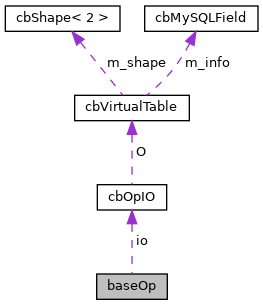 cbShape< 2 >
cbMySQLField
m_shape
m_info
cbVirtualTable
O
cbOpIO
io
baseOp